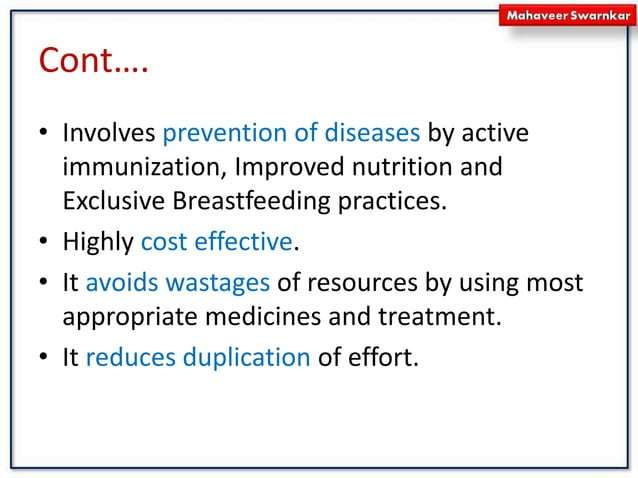 Mahaveer Swarnkar
Cont….
• Involves prevention of diseases by active
immunization, Improved nutrition and
Exclusive Breastfeeding practices.
• Highly cost effective.
• It avoids wastages of resources by using most
appropriate medicines and treatment.
• It reduces duplication of effort.